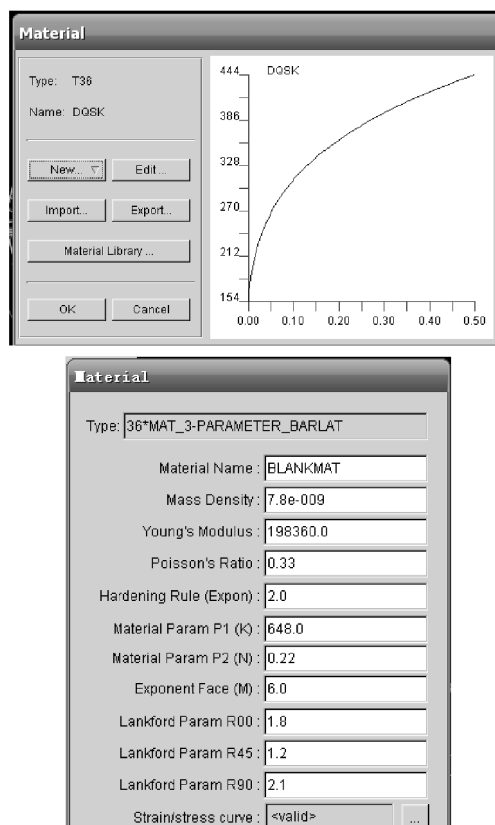 Material
Type: T36
Name: DQSK
New...
Edit...
Import...
Export...
Material Library ...
OK
Cancel
DQSK
444
386
328
270
212
154
0.00 0.10 0.20 0.30 0.40 0.50
Material
Type: 36*MAT_3-PARAMETER_BARLAT
Material Name : BLANKMAT
Mass Density : 7.8e-009
Young's Modulus : 198360.0
Poisson's Ratio : 0.33
Hardening Rule (Expon) : 2.0
Material Param P1 (K) : 648.0
Material Param P2 (N) : 0.22
Exponent Face (M) : 6.0
Lankford Param R00 : 1.8
Lankford Param R45 : 1.2
Lankford Param R90 : 2.1
Strain/stress curve : <valid> ...